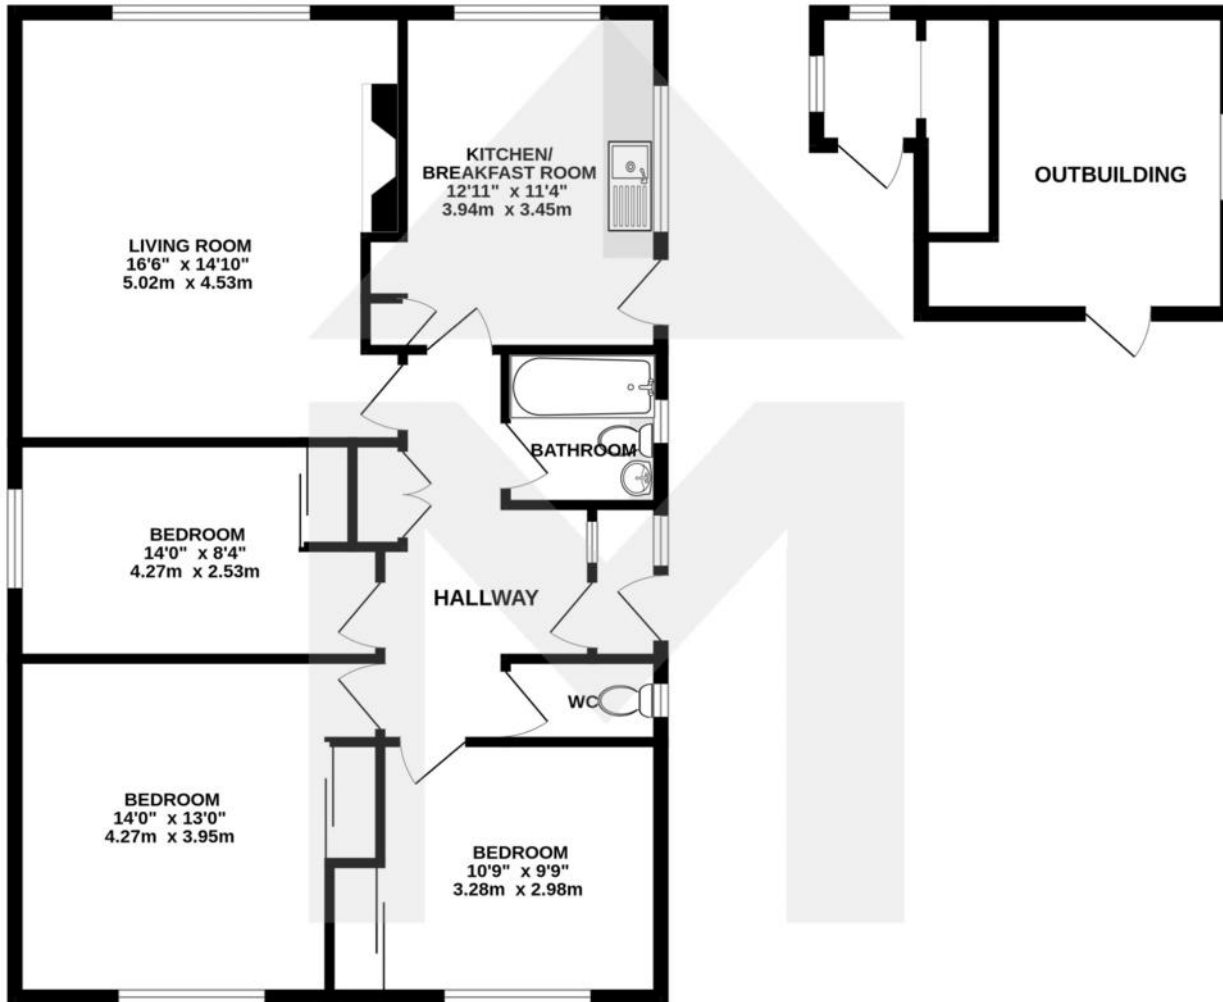 KITCHEN/
BREAKFAST ROOM
12'11" x 11'4"
3.94m x 3.45m
OUTBUILDING
LIVING ROOM
16'6" x 14'10"
5.02m x 4.53m
BATHROOM
BEDROOM
14'0" x 8'4"
4.27m x 2.53m
HALLWAY
WC
BEDROOM
14'0" x 13'0"
4.27m x 3.95m
BEDROOM
10'9" x 9'9"
3.28m x 2.98m